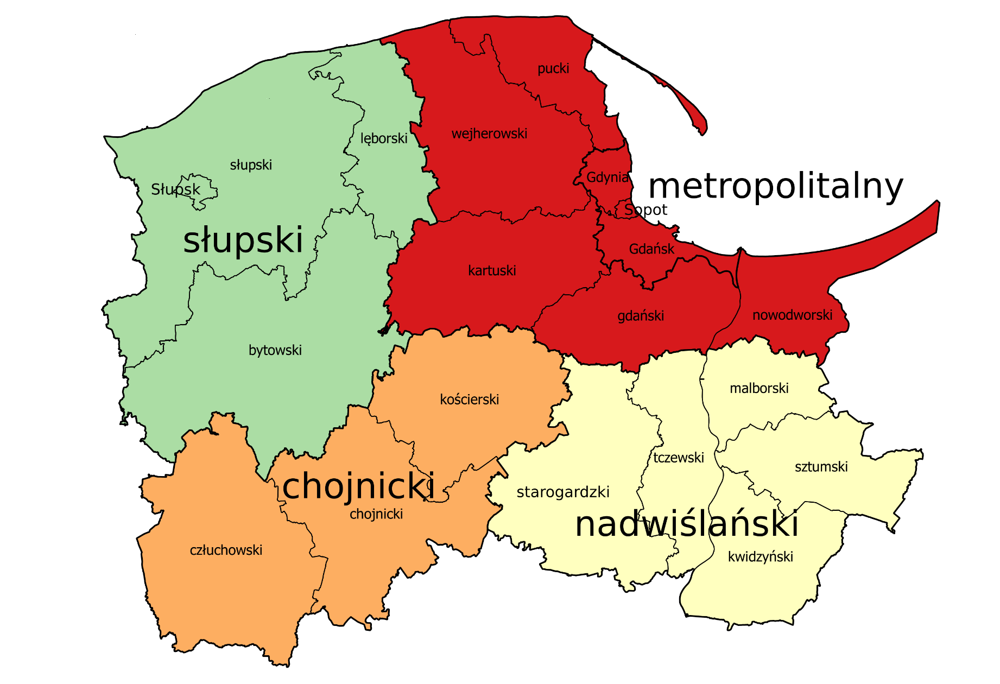 pucki
wejherowski
lęborski
słupski
Gdynia
metropolitalny
Słupsk
Sopot
słupski
Gdańsk
kartuski
gdański
nowodworski
bytowski
malborski
kościerski
tczewski
sztumski
chojnicki
starogardzki
chojnicki
nadwiślański
człuchowski
kwidzyński